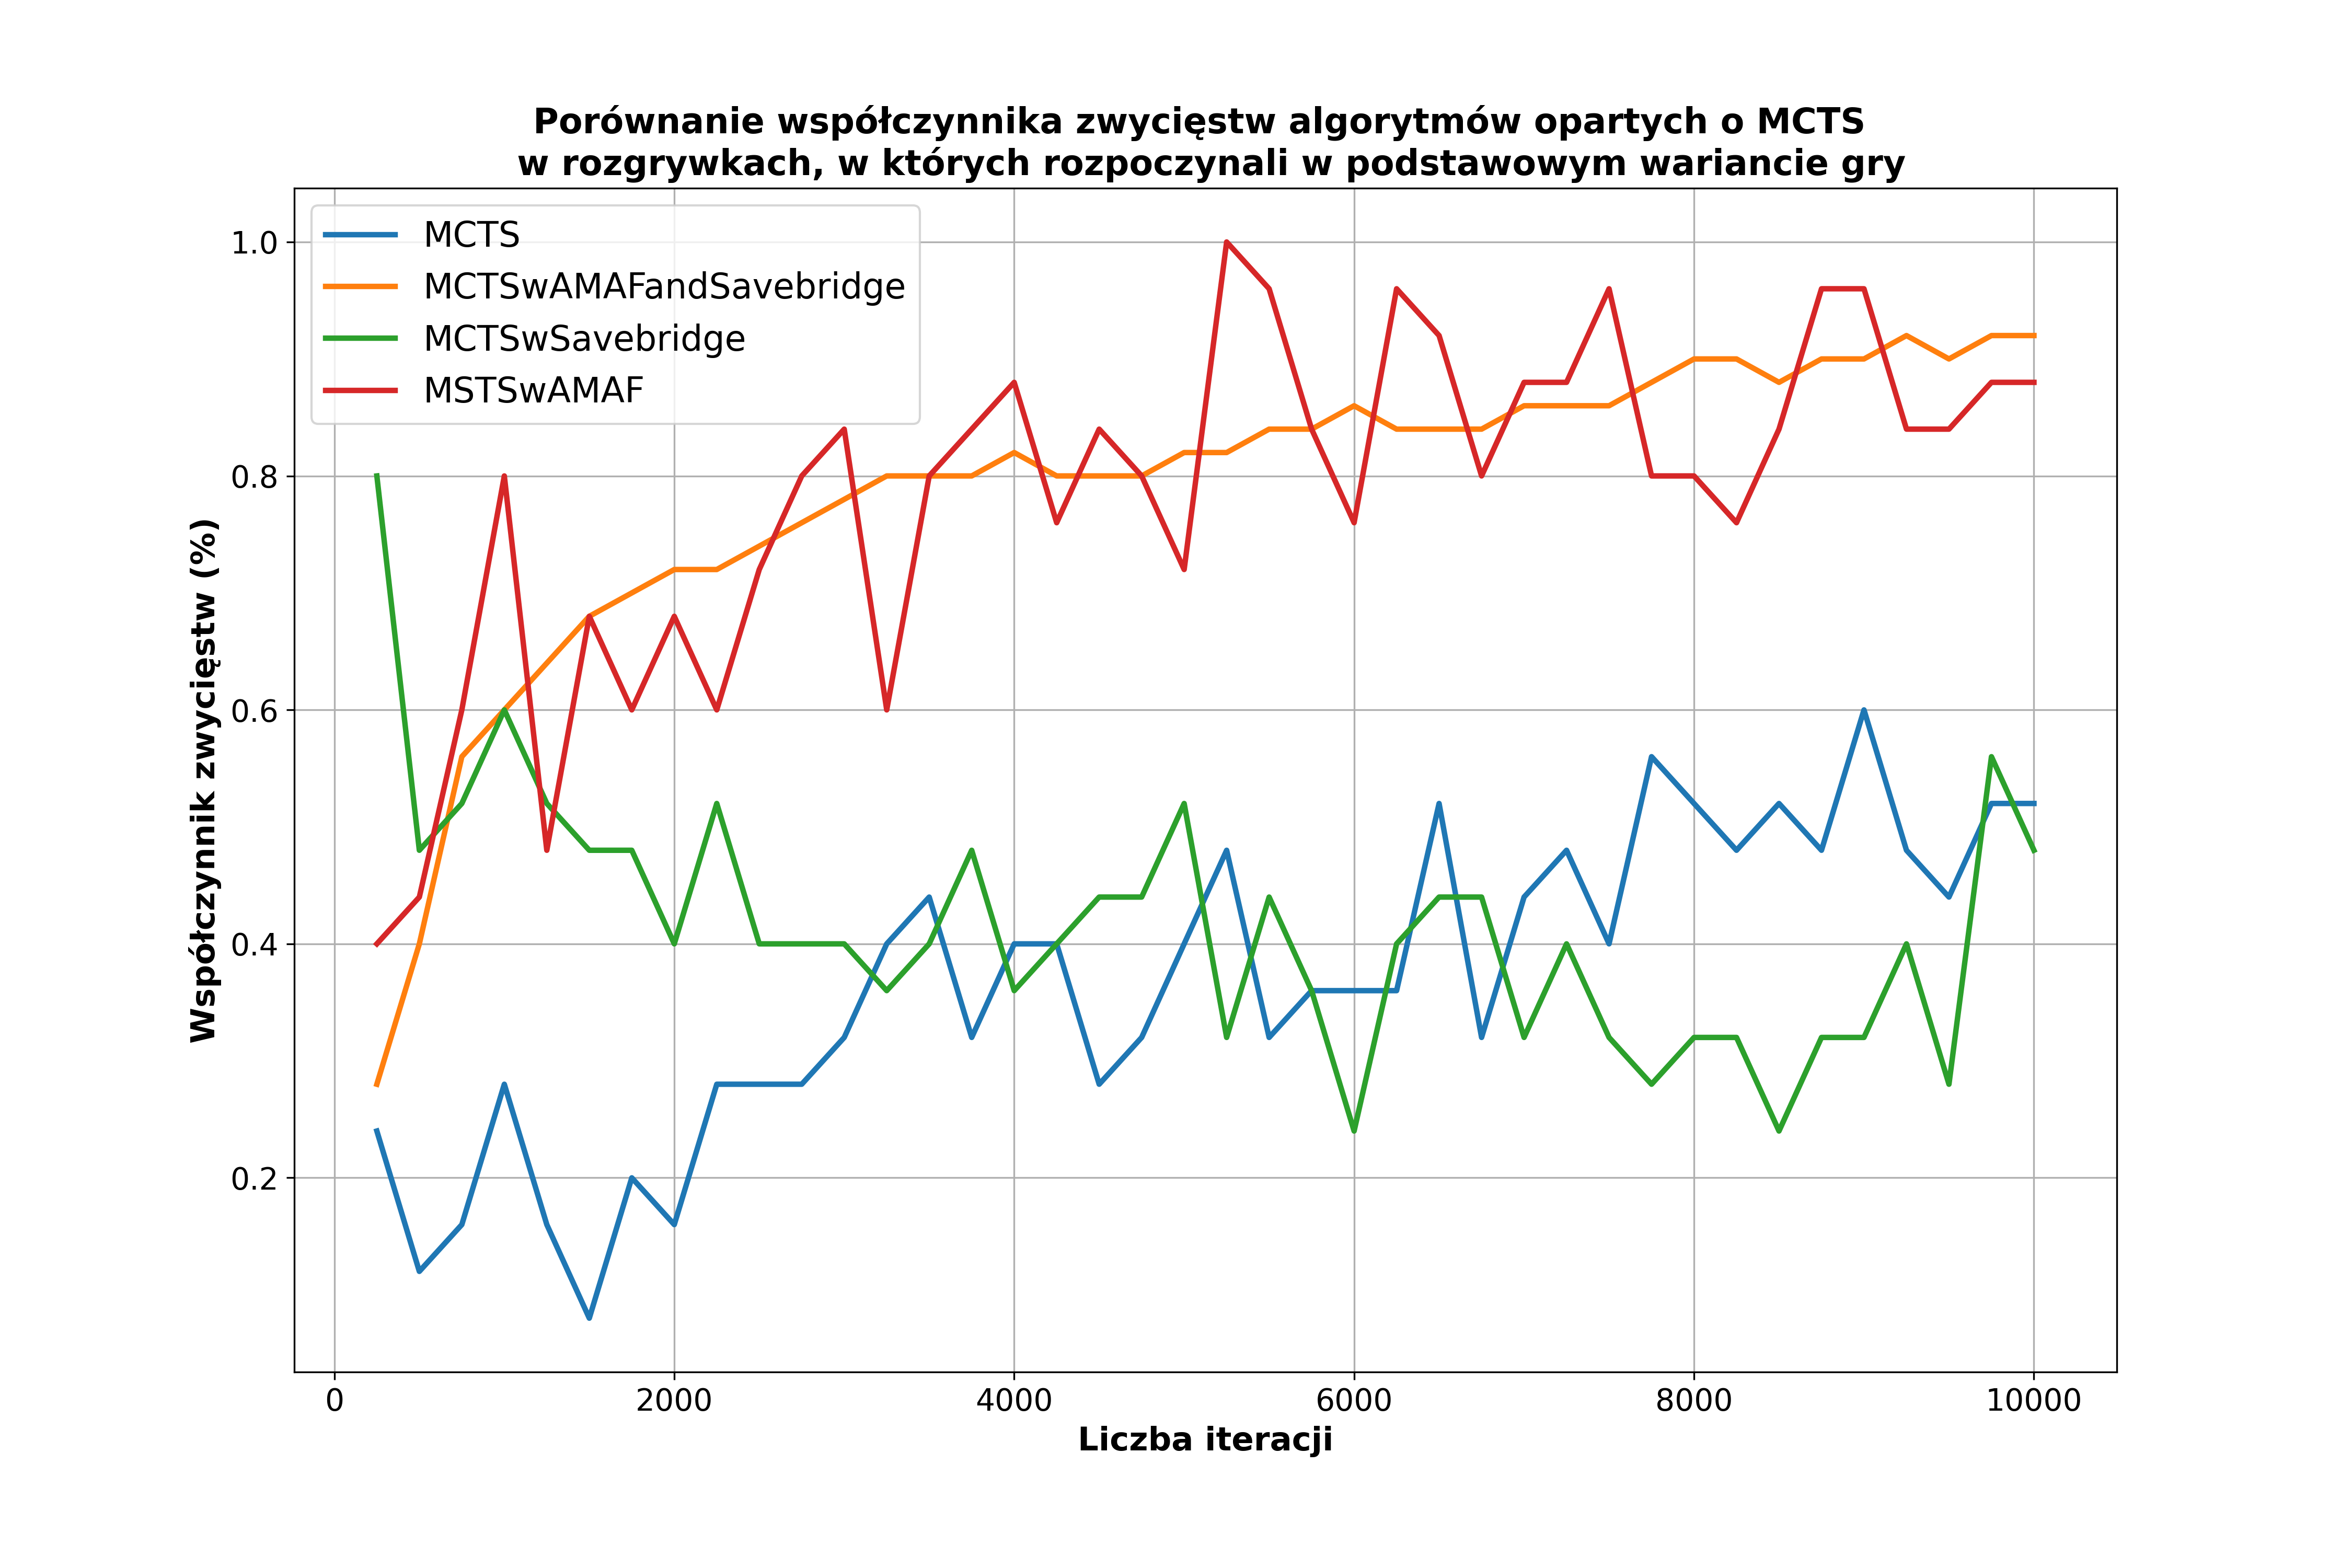 Porównanie współczynnika zwycięstw algorytmów opartych o MCTS
w rozgrywkach, w których rozpoczynali w podstawowym wariancie gry
MCTS
MCTSwAMAFandSavebridge
MCTSwSavebridge
MSTSwAMAF
Współczynnik zwycięstw (%)
1.0
0.8
0.6
0.4
0.2
0 2000 4000 6000 8000 10000
Liczba iteracji